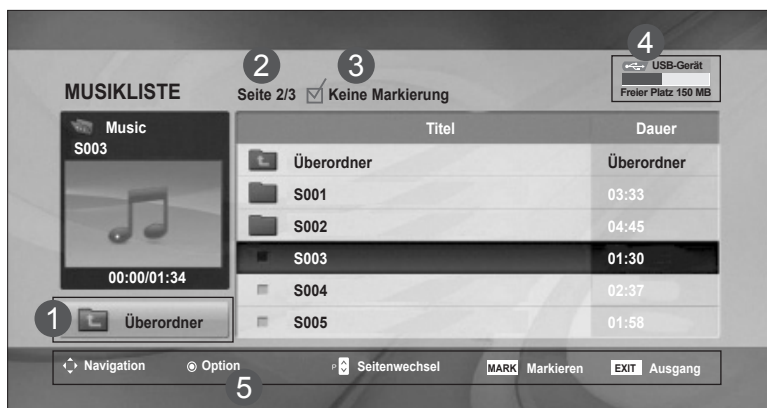 2
3
4
USB-Gerät
Freier Platz 150 MB
MUSIKLISTE
Seite 2/3
Keine Markierung
Music
S003
00:00/01:34
1
Überordner
Titel Dauer
Überordner Überordner
S001 03:33
S002 04:45
S003 01:30
S004 02:37
S005 01:58
Navigation
Option
P Seitenwechsel
MARK Markieren
EXIT Ausgang
5